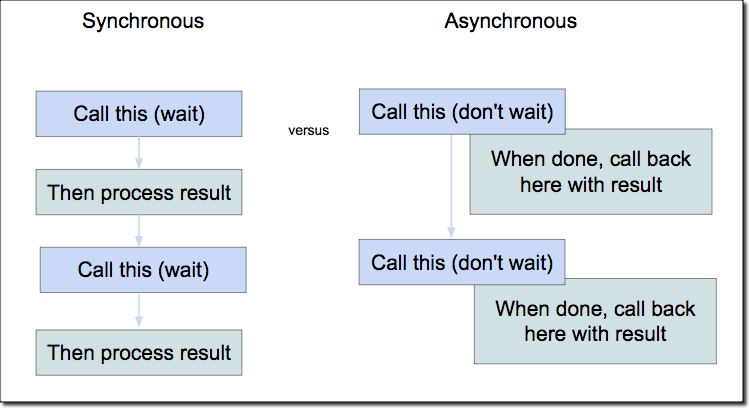 Synchronous
Asynchronous
Call this (wait)
Then process result
Call this (wait)
Then process result
versus
Call this (don't wait)
When done, call back
here with result
Call this (don't wait)
When done, call back
here with result